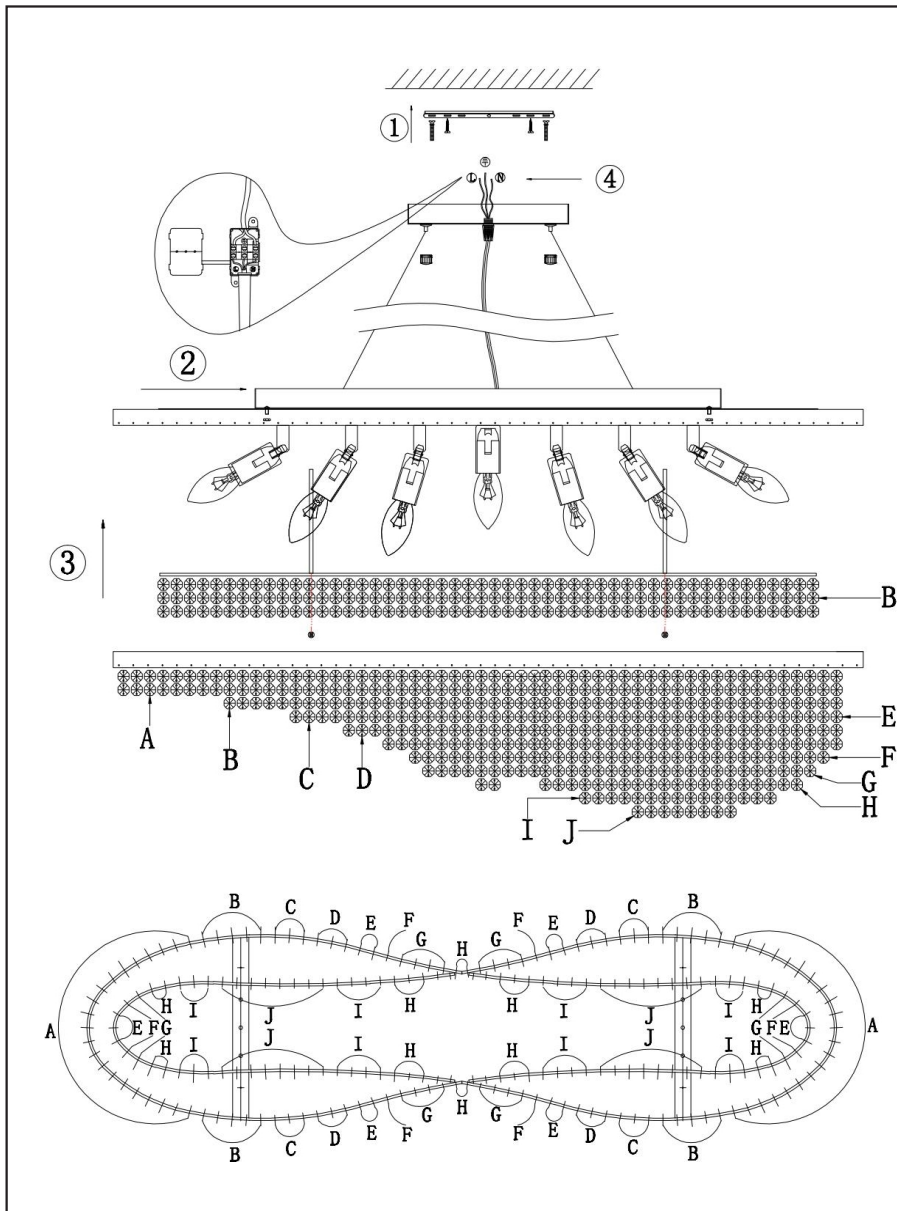 1
L
N
4
2
3
B
A
B
C
D
E
F
G
H
I
J
B C D E F G H G F E D C B
A H I J I H H I J I H A
E F G G F E
H I J I H H I J I H
B C D E F G H G F E D C B